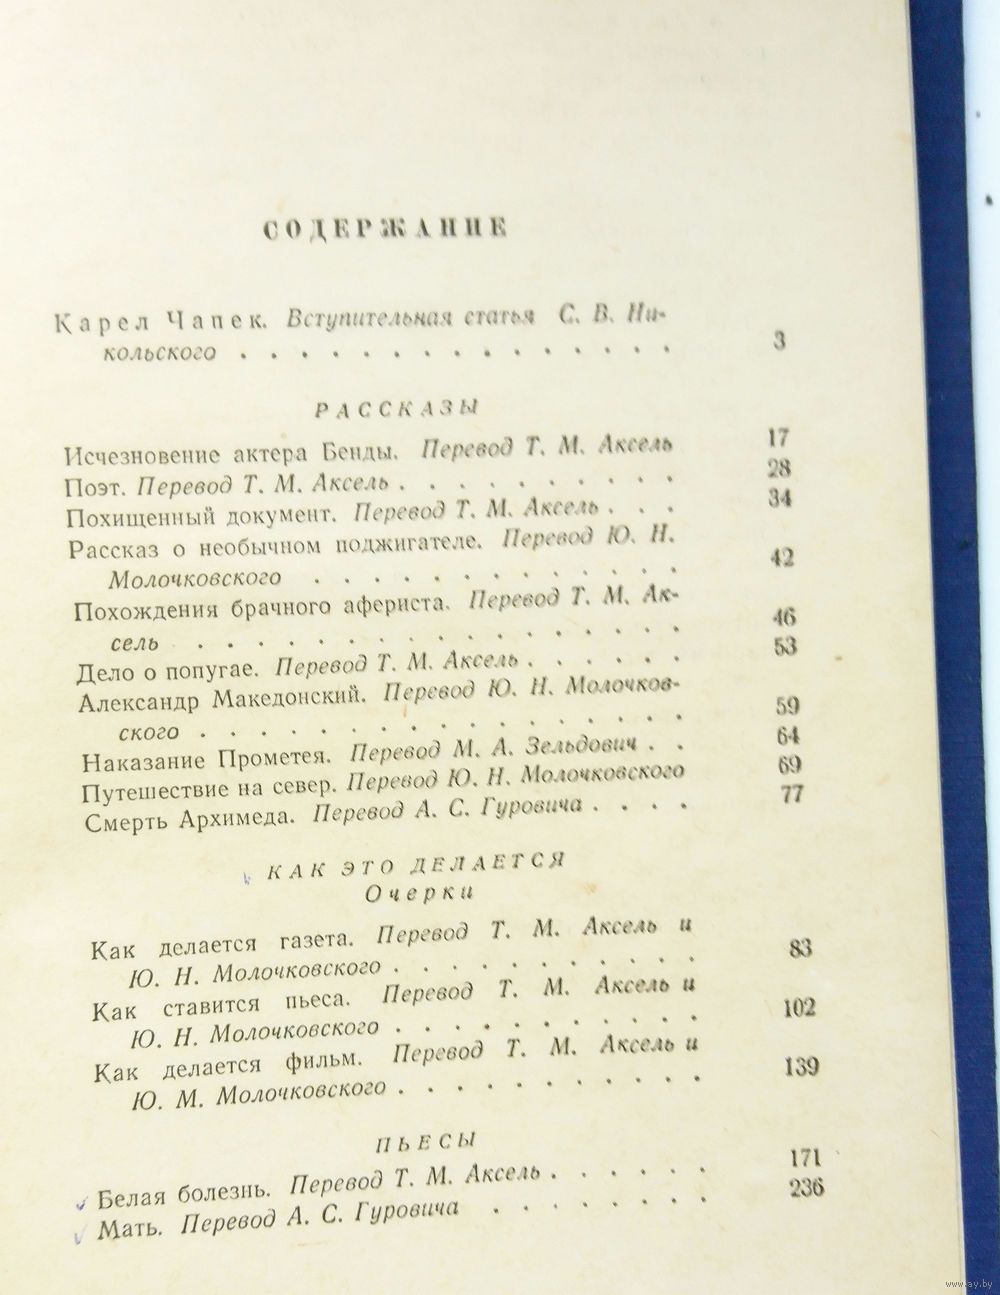 СОДЕРЖАНИЕ
Карел Чапек. Вступительная статья С. В. Ни-
кольского . . . . . . . . . . . . . . . 3
РАССКАЗЫ
Исчезновение актера Бенды. Перевод Т. М. Аксель 17
Поэт. Перевод Т. М. Аксель . . . . . . . . . . 28
Похищенный документ. Перевод Т. М. Аксель . . . 34
Рассказ о необычном поджигателе. Перевод Ю. Н.
Молочковского . . . . . . . . . . . . . 42
Похождения брачного афериста. Перевод Т. М. Ак-
сель . . . . . . . . . . . . . . . . . 46
Дело о попугае. Перевод Т. М. Аксель . . . . . . 53
Александр Македонский. Перевод Ю. Н. Молочков-
ского . . . . . . . . . . . . . . . . . 59
Наказание Прометея. Перевод М. А. Зельдович . . 64
Путешествие на север. Перевод Ю. Н. Молочковского 69
Смерть Архимеда. Перевод А. С. Гуровича . . . . 77
КАК ЭТО ДЕЛАЕТСЯ
Очерки
Как делается газета. Перевод Т. М. Аксель и
Ю. Н. Молочковского . . . . . . . . . . . 83
Как ставится пьеса. Перевод Т. М. Аксель и
Ю. Н. Молочковского . . . . . . . . . . . 102
Как делается фильм. Перевод Т. М. Аксель и
Ю. М. Молочковского . . . . . . . . . . . 139
ПЬЕСЫ
Белая болезнь. Перевод Т. М. Аксель . . . . . . 171
Мать. Перевод А. С. Гуровича . . . . . . . . 236
www.ay.by